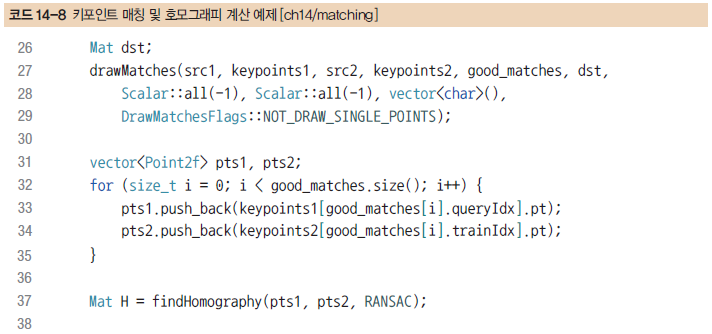 코드 14-8 키포인트 매칭 및 호모그래피 계산 예제 [ch14/matching]
26 Mat dst;
27 drawMatches(src1, keypoints1, src2, keypoints2, good_matches, dst,
28 Scalar::all(-1), Scalar::all(-1), vector<char>(),
29 DrawMatchesFlags::NOT_DRAW_SINGLE_POINTS);
30
31 vector<Point2f> pts1, pts2;
32 for (size_t i = 0; i < good_matches.size(); i++) {
33 pts1.push_back(keypoints1[good_matches[i].queryIdx].pt);
34 pts2.push_back(keypoints2[good_matches[i].trainIdx].pt);
35 }
36
37 Mat H = findHomography(pts1, pts2, RANSAC);
38